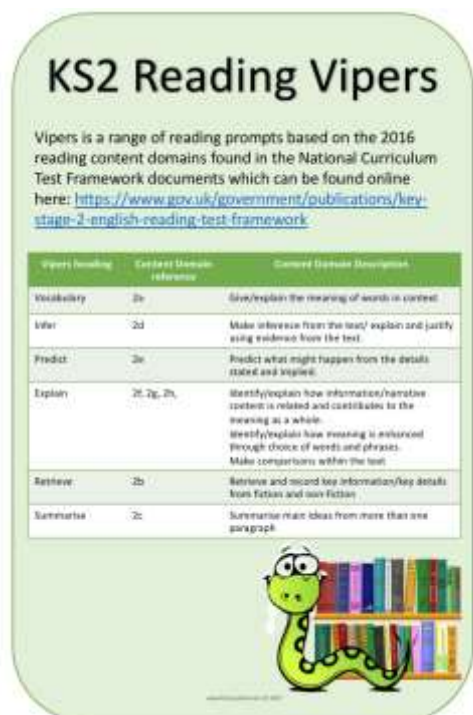 KS2 Reading Vipers
Vipers is a range of reading prompts based on the 2016
reading content domains found in the National Curriculum
Test Framework documents which can be found online
here: https://www.gov.uk/government/publications/key-
stage-2-english-reading-test-framework
Vipers heading Content Domain Content Domain Description
reference
Vocabulary 2a Give/explain the meaning of words in context
Infer 2d Make inference from the text/ explain and justify
using evidence from the text.
Predict 2e Predict what might happen from the details
stated and implied.
Explain 2f, 2g, 2h, Identify/explain how information/narrative
content is related and contributes to the
meaning as a whole.
Identify/explain how meaning is enhanced
through choice of words and phrases.
Make comparisons within the text
Retrieve 2b Retrieve and record key information/key details
from fiction and non-fiction
Summarise 2c Summarise main ideas from more than one
paragraph